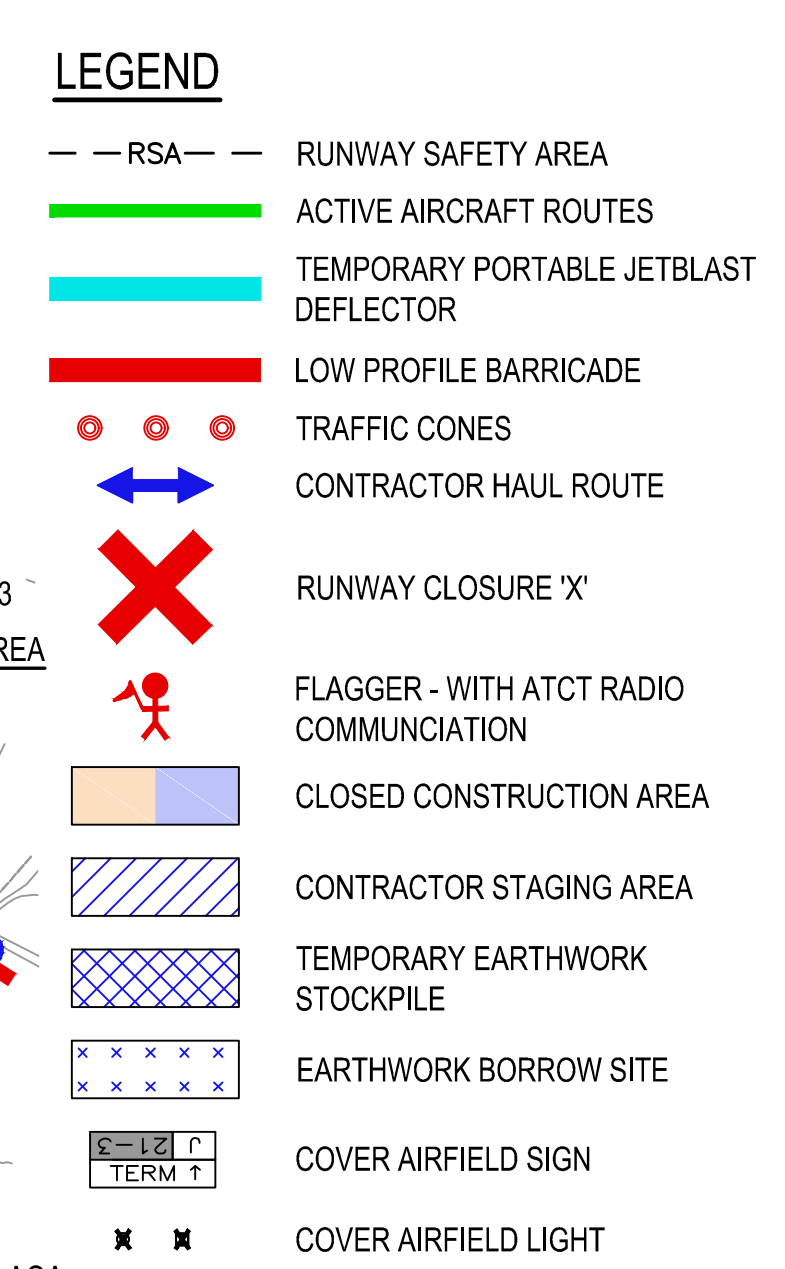 LEGEND
— — RSA — — RUNWAY SAFETY AREA
ACTIVE AIRCRAFT ROUTES
TEMPORARY PORTABLE JETBLAST
DEFLECTOR
LOW PROFILE BARRICADE
TRAFFIC CONES
CONTRACTOR HAUL ROUTE
RUNWAY CLOSURE 'X'
3
REA
FLAGGER - WITH ATCT RADIO
COMMUNCIATION
CLOSED CONSTRUCTION AREA
CONTRACTOR STAGING AREA
TEMPORARY EARTHWORK
STOCKPILE
EARTHWORK BORROW SITE
21-3 J
TERM ↑
COVER AIRFIELD SIGN
COVER AIRFIELD LIGHT